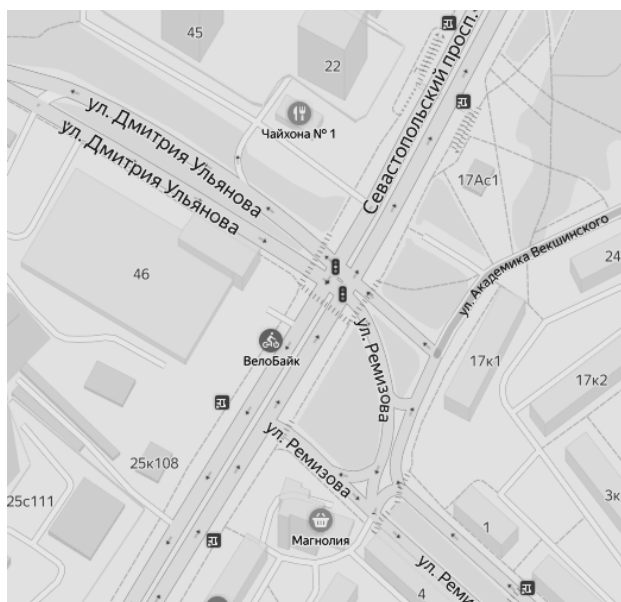 45
22
Севастопольский просп.
Чайхона № 1
ул. Дмитрия Ульянова
ул. Дмитрия Ульянова
17Ас1
ул. Академика Векшинского
24
46
ВелоБайк
ул. Ремизова
17к1
17к2
ул. Ремизова
25к108
25с111
3к
Магнолия
1
ул. Реми
4